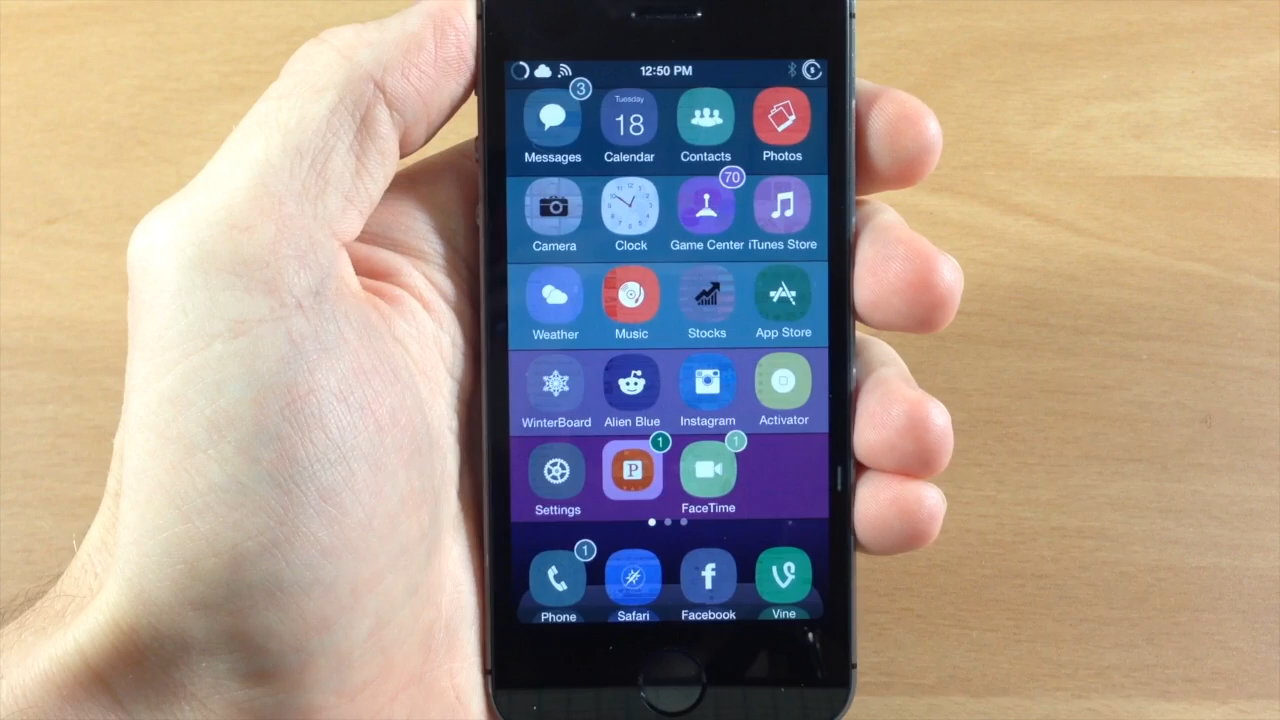 12:50 PM
3
Tuesday
18
Messages Calendar Contacts Photos
70
Camera Clock Game Center iTunes Store
Weather Music Stocks App Store
WinterBoard Alien Blue Instagram Activator
1 1
P
Settings FaceTime
1
f
Phone Safari Facebook Vine